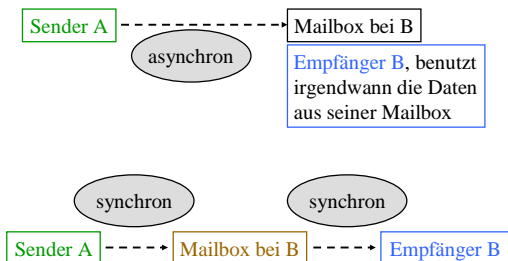 Sender A
Mailbox bei B
asynchron
Empfänger B, benutzt
irgendwann die Daten
aus seiner Mailbox
synchron
synchron
Sender A
Mailbox bei B
Empfänger B